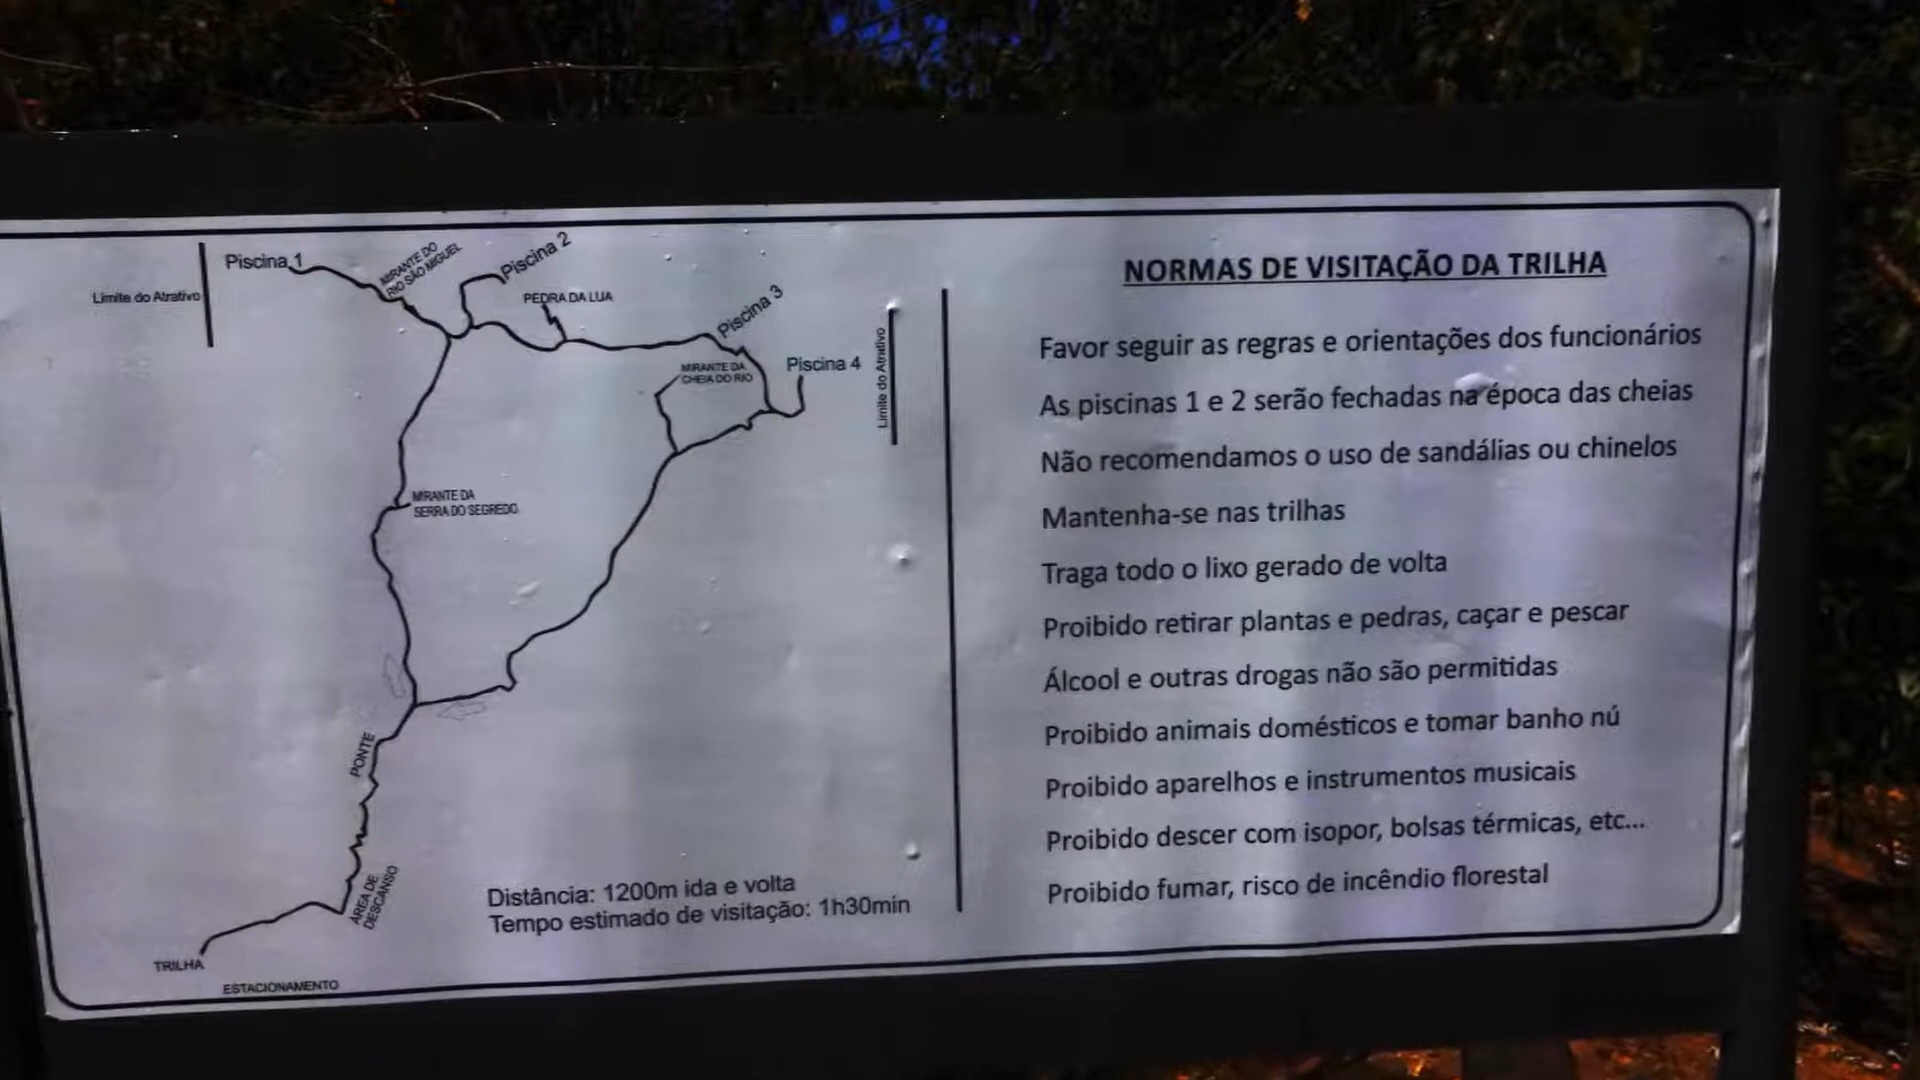 Piscina 1
MIRANTE DO
RIO SÃO MIGUEL
Piscina 2
Limite do Atrativo
PEDRA DA LUA
Piscina 3
MIRANTE DA
CHEIA DO RIO
Piscina 4
Limite do Atrativo
MIRANTE DA
SERRA DO SEGREDO
PONTE
ÁREA DE
DESCANSO
TRILHA
ESTACIONAMENTO
Distância: 1200m ida e volta
Tempo estimado de visitação: 1h30min
NORMAS DE VISITAÇÃO DA TRILHA
Favor seguir as regras e orientações dos funcionários
As piscinas 1 e 2 serão fechadas na época das cheias
Não recomendamos o uso de sandálias ou chinelos
Mantenha-se nas trilhas
Traga todo o lixo gerado de volta
Proibido retirar plantas e pedras, caçar e pescar
Álcool e outras drogas não são permitidas
Proibido animais domésticos e tomar banho nú
Proibido aparelhos e instrumentos musicais
Proibido descer com isopor, bolsas térmicas, etc...
Proibido fumar, risco de incêndio florestal